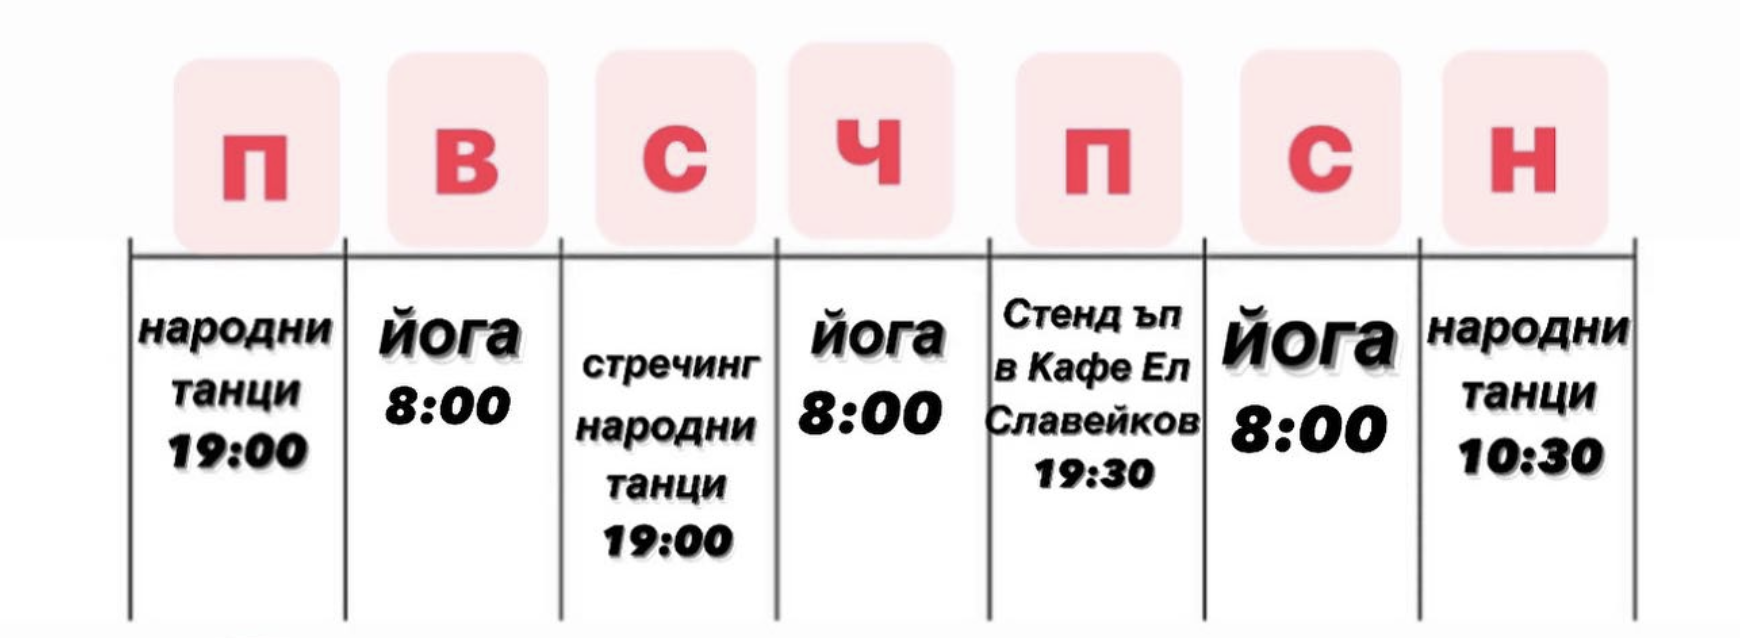 п
в
с
ч
п
с
н
народни
танци
19:00
йога
8:00
стречинг
народни
танци
19:00
йога
8:00
Стенд ъп
в Кафе Ел
Славейков
19:30
йога
8:00
народни
танци
10:30